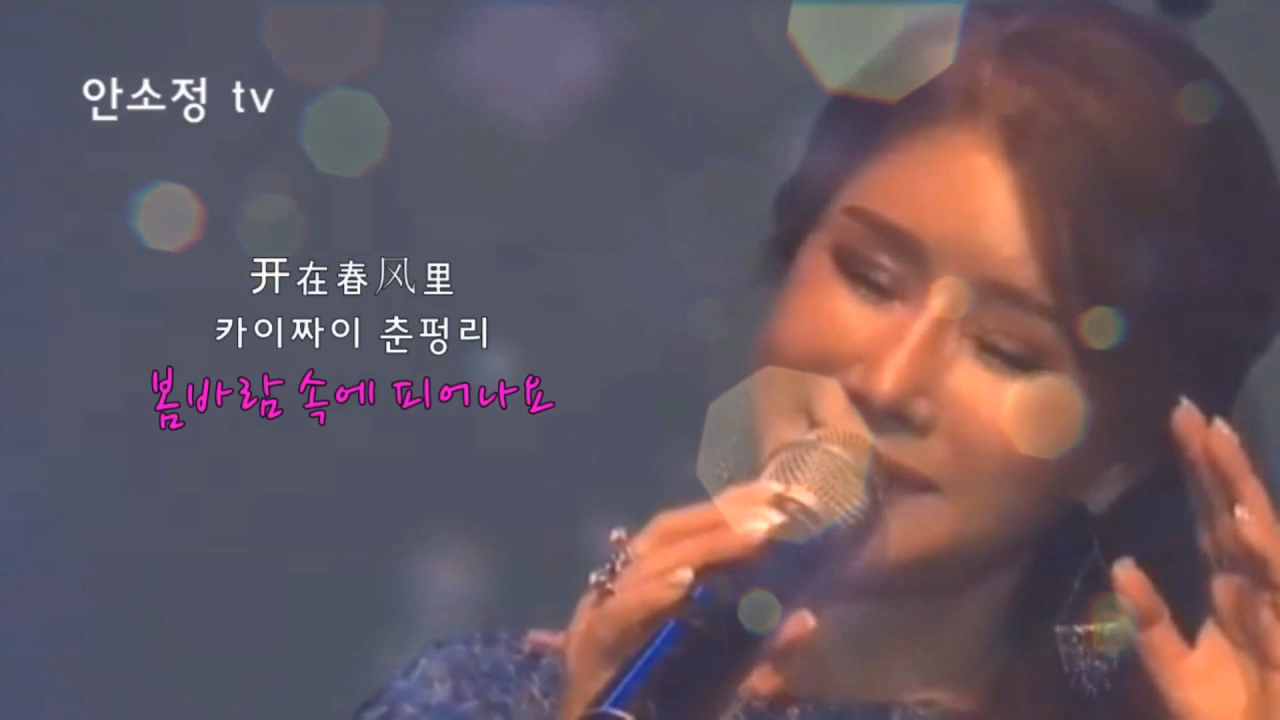 안소정 tv
开在春风里
카이짜이 춘펑리
봄바람 속에 피어나요